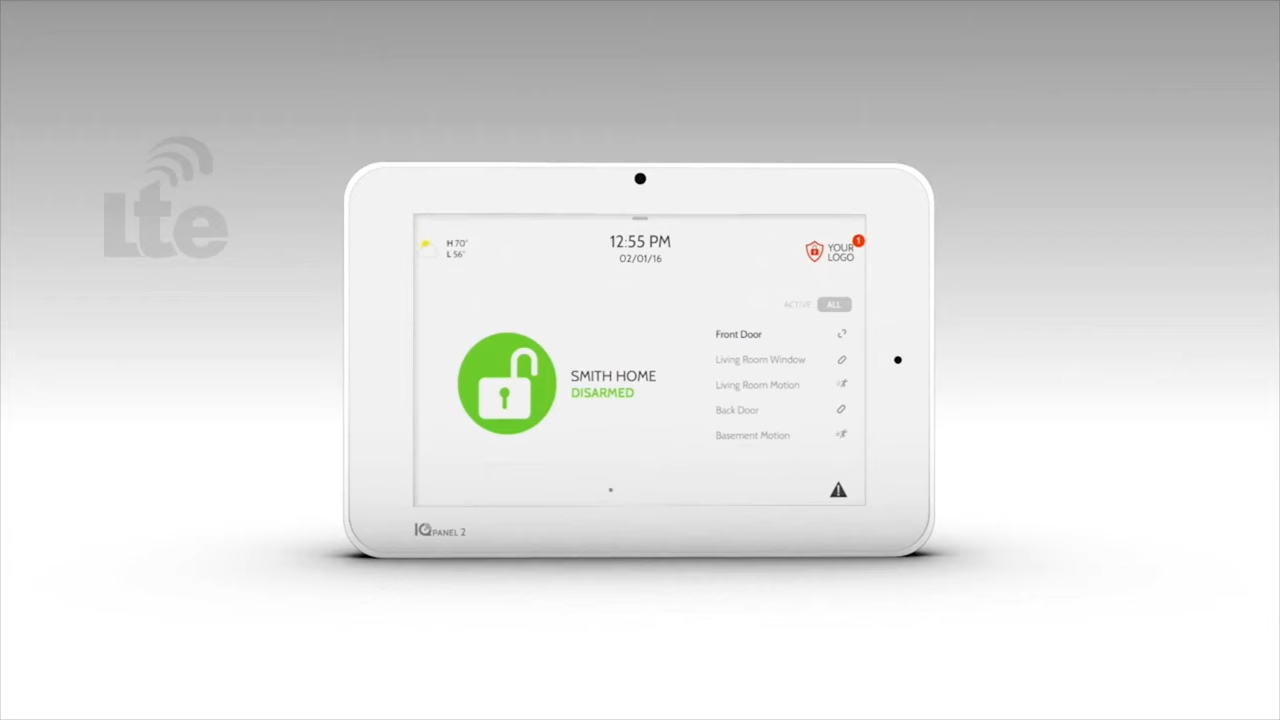 Lte
H 70°
L 56°
12:55 PM
02/01/16
YOUR
LOGO
1
ACTIVE
ALL
Front Door
Living Room Window
Living Room Motion
Back Door
Basement Motion
SMITH HOME
DISARMED
IQ PANEL 2